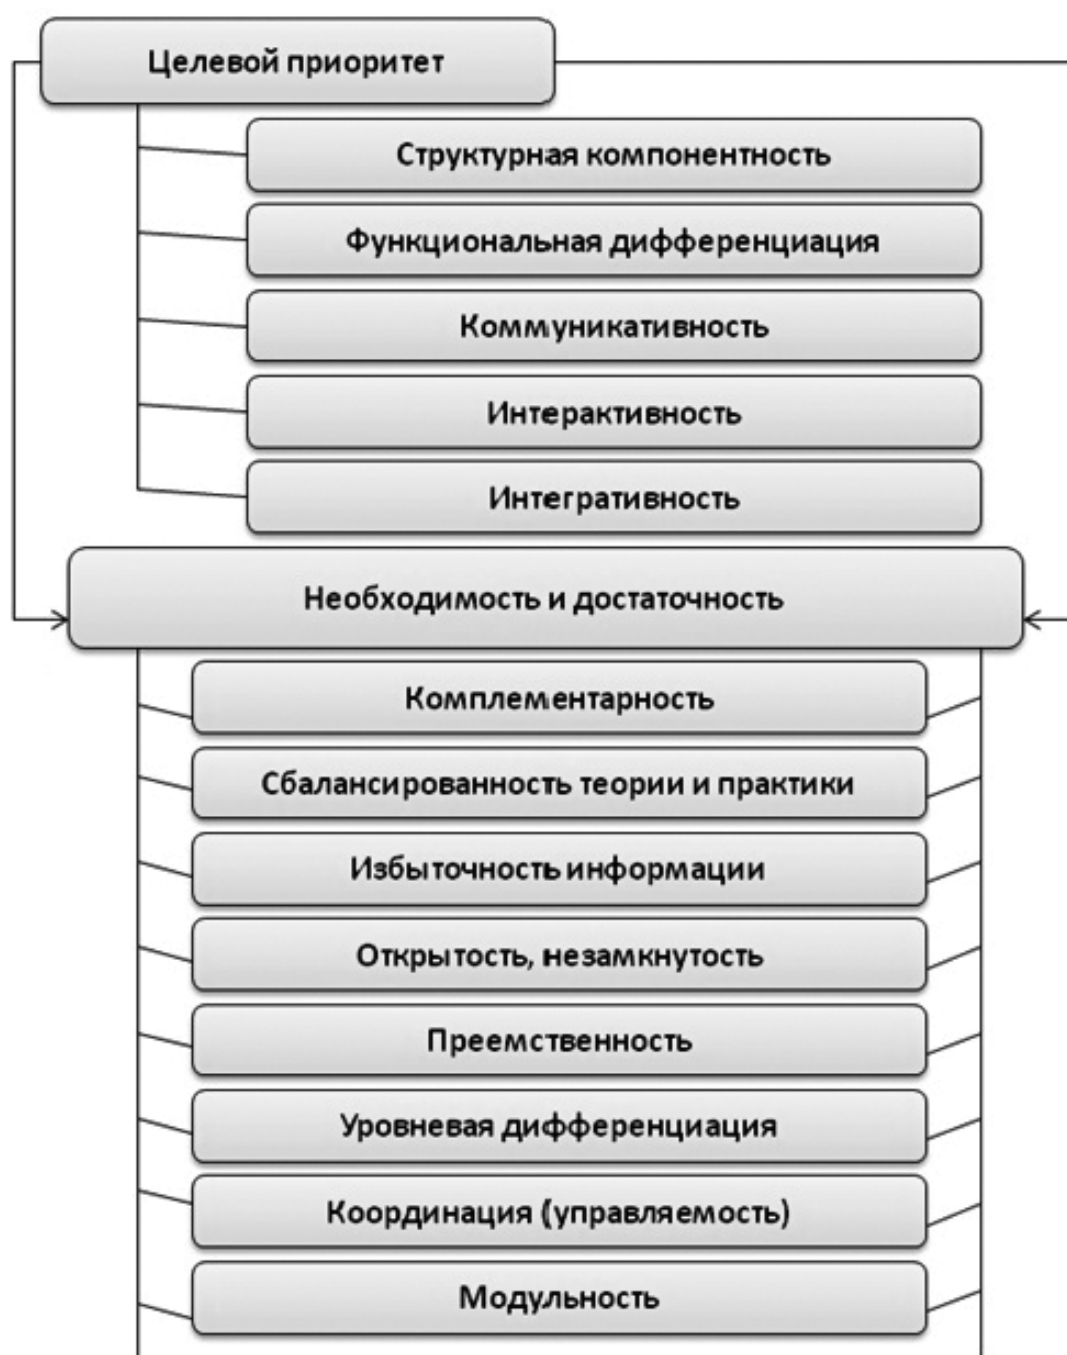 Целевой приоритет
Структурная компонентность
Функциональная дифференциация
Коммуникативность
Интерактивность
Интегративность
Необходимость и достаточность
Комплементарность
Сбалансированность теории и практики
Избыточность информации
Открытость, незамкнутость
Преемственность
Уровневая дифференциация
Координация (управляемость)
Модульность